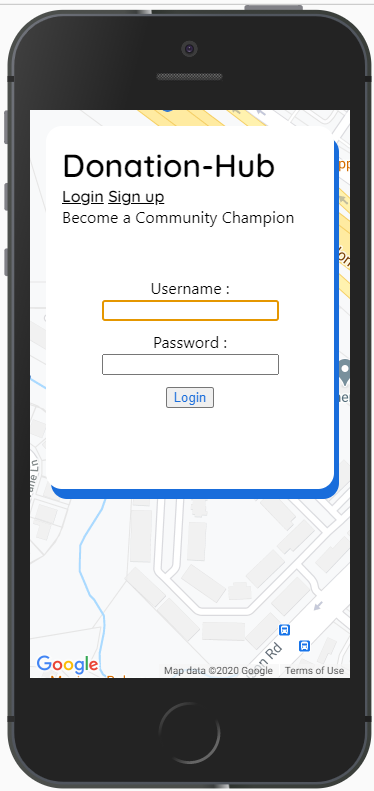 Donation-Hub
Login Sign up
Become a Community Champion
Username :
Password :
Login
Google
Map data ©2020 Google Terms of Use